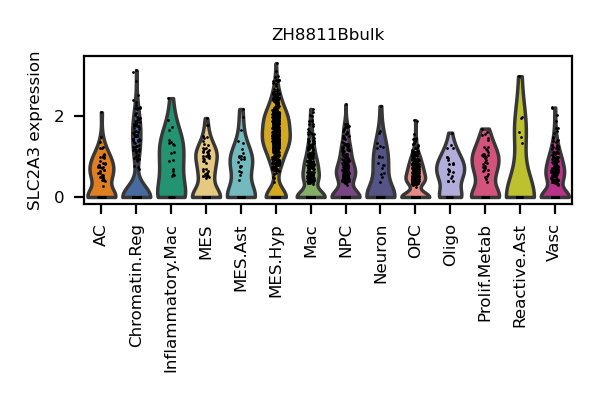 ZH8811Bbulk
SLC2A3 expression
2
0
AC
Chromatin.Reg
Inflammatory.Mac
MES
MES.Ast
MES.Hyp
Mac
NPC
Neuron
OPC
Oligo
Prolif.Metab
Reactive.Ast
Vasc